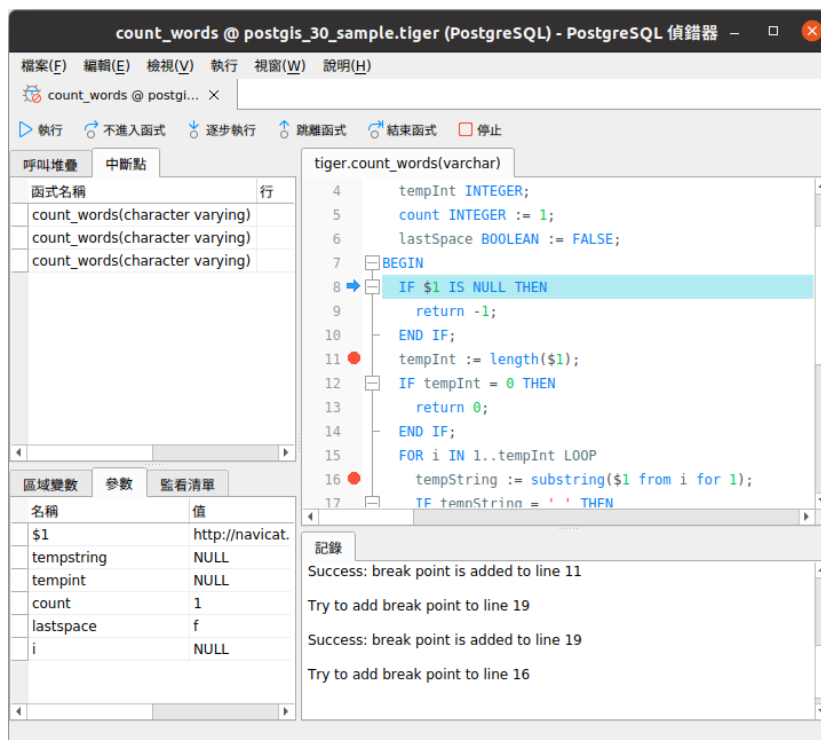 count_words @ postgis_30_sample.tiger (PostgreSQL) - PostgreSQL 偵錯器
檔案(F) 編輯(E) 檢視(V) 執行 視窗(W) 說明(H)
count_words @ postgi...
執行 不進入函式 逐步執行 跳離函式 結束函式 停止
呼叫堆疊 中斷點
函式名稱 行
count_words(character varying)
count_words(character varying)
count_words(character varying)
區域變數 參數 監看清單
名稱 值
$1 http://navicat.
tempstring NULL
tempint NULL
count 1
lastspace f
i NULL
tiger.count_words(varchar)
4 tempInt INTEGER;
5 count INTEGER := 1;
6 lastSpace BOOLEAN := FALSE;
7 BEGIN
8 IF $1 IS NULL THEN
9 return -1;
10 END IF;
11 tempInt := length($1);
12 IF tempInt = 0 THEN
13 return 0;
14 END IF;
15 FOR i IN 1..tempInt LOOP
16 tempString := substring($1 from i for 1);
17 IF tempString = ' ' THEN
記錄
Success: break point is added to line 11
Try to add break point to line 19
Success: break point is added to line 19
Try to add break point to line 16